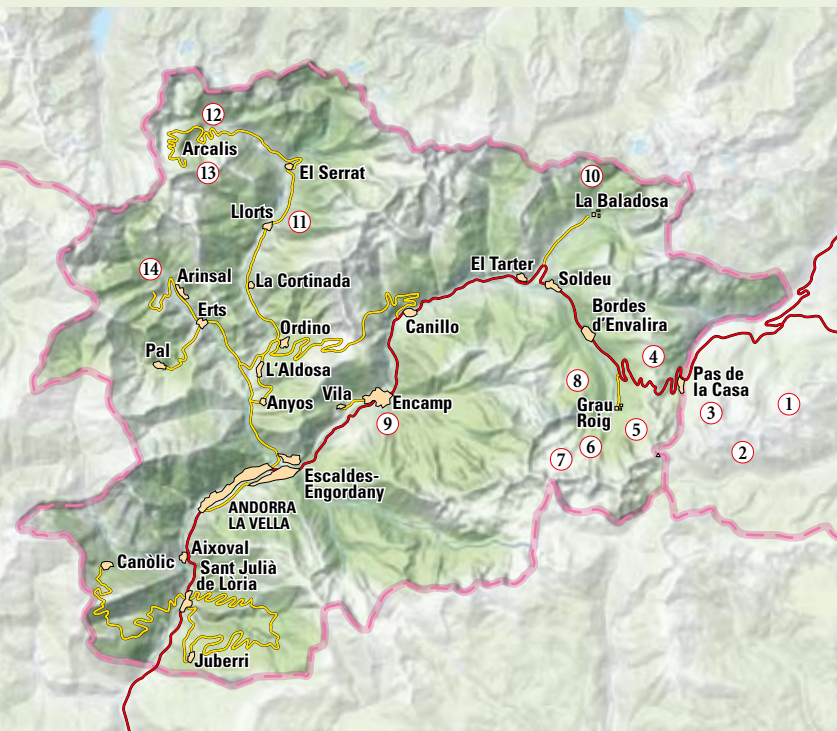 12
Arcalis
13
El Serrat
10
La Baladosa
Llorts
11
14
Arinsal
La Cortinada
El Tarter
Soldeu
Erts
Ordino
Canillo
Bordes
d'Envalira
Pal
L'Aldosa
4
Pas de
la Casa
8
Vila
Anyos
Encamp
Grau
Roig
3
1
9
5
6
2
7
Escaldes-
Engordany
ANDORRA
LA VELLA
Aixoval
Canòlic
Sant Julià
de Lòria
Juberri